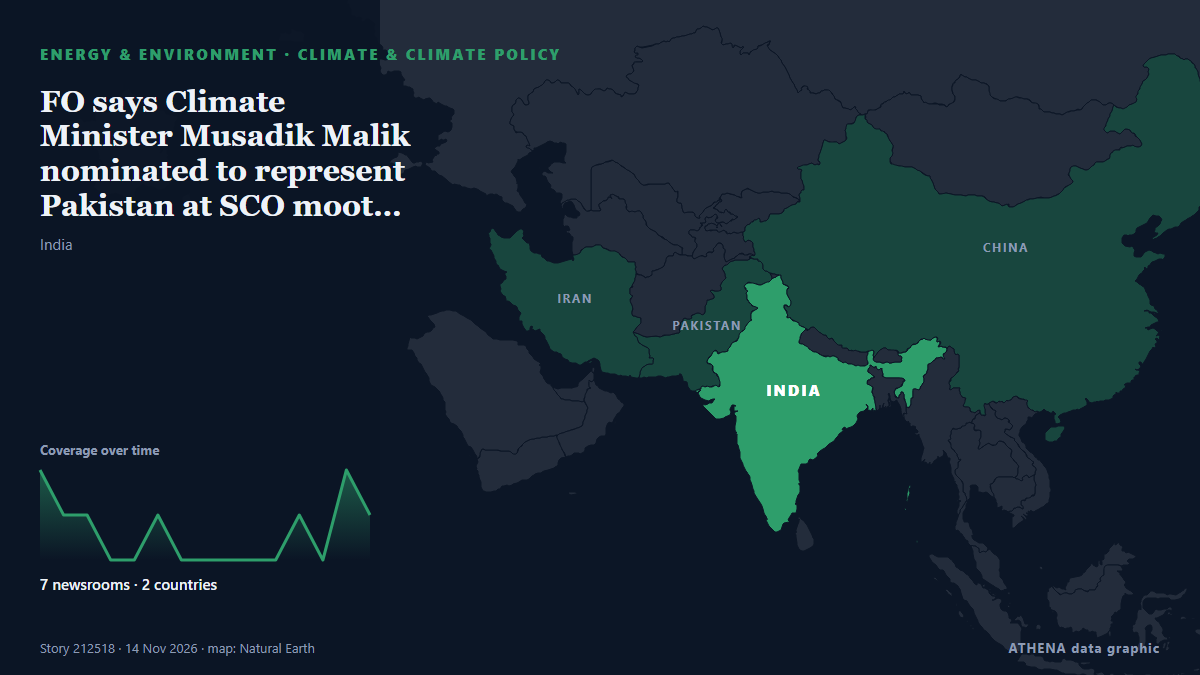 ENERGY & ENVIRONMENT · CLIMATE & CLIMATE POLICY
FO says Climate
Minister Musadik Malik
nominated to represent
Pakistan at SCO moot...
India
CHINA
IRAN
PAKISTAN
INDIA
Coverage over time
7 newsrooms · 2 countries
Story 212518 · 14 Nov 2026 · map: Natural Earth
ATHENA data graphic